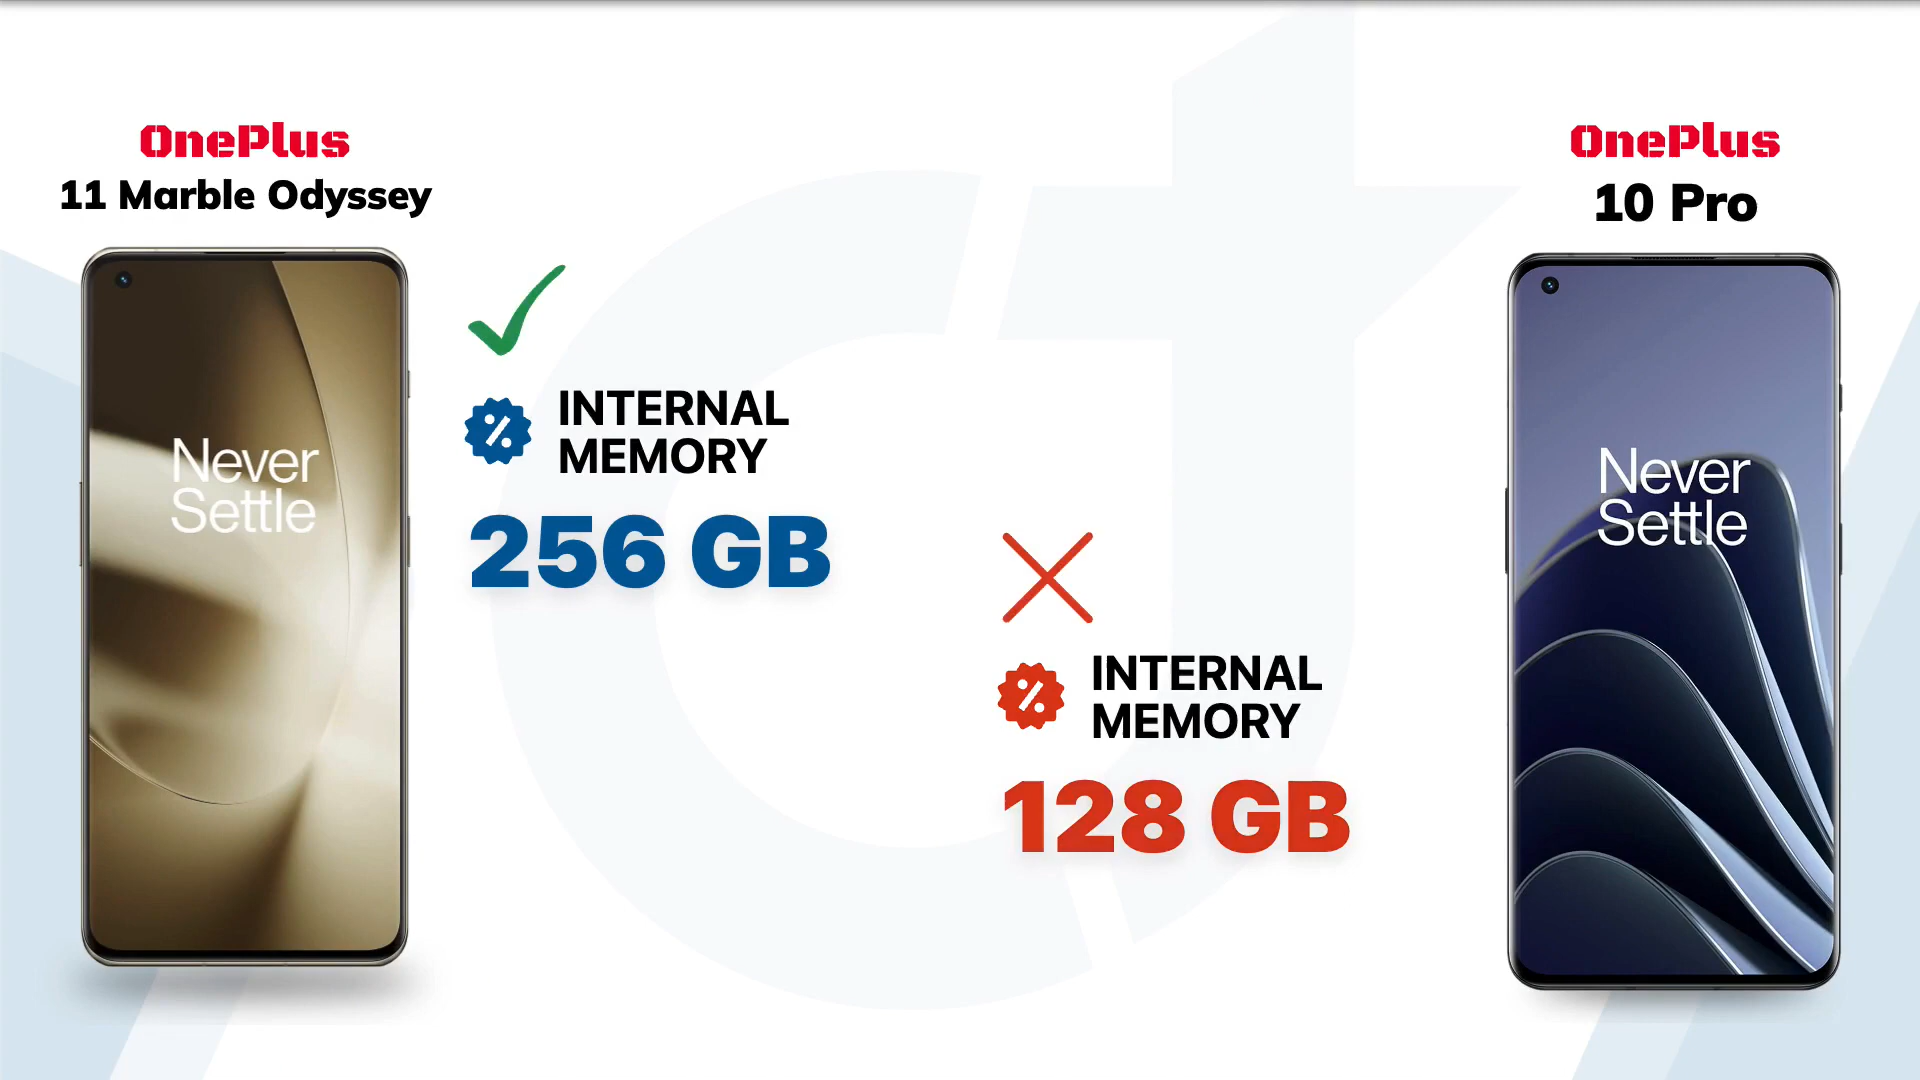 OnePlus
11 Marble Odyssey
Never
Settle
INTERNAL
MEMORY
256 GB
INTERNAL
MEMORY
128 GB
OnePlus
10 Pro
Never
Settle